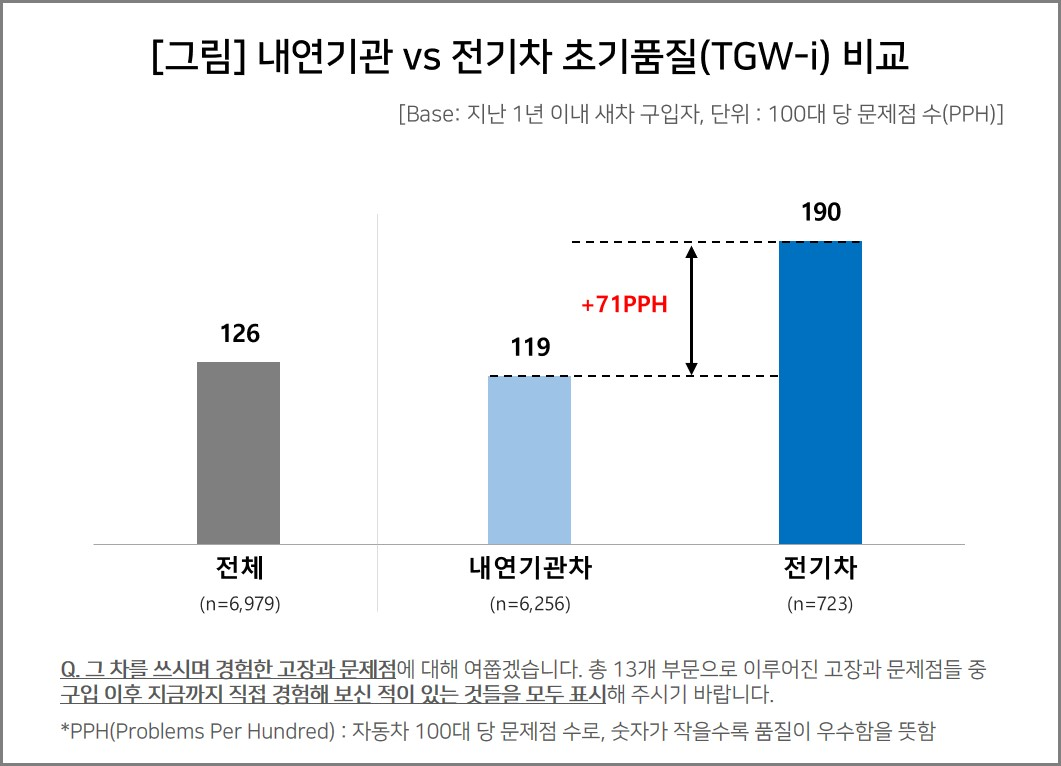 [그림] 내연기관 vs 전기차 초기품질(TGW-i) 비교
[Base: 지난 1년 이내 새차 구입자, 단위 : 100대 당 문제점 수(PPH)]
190
+71PPH
126
119
전체
내연기관차
전기차
(n=6,979)
(n=6,256)
(n=723)
Q. 그 차를 쓰시며 경험한 고장과 문제점에 대해 여쭙겠습니다. 총 13개 부문으로 이루어진 고장과 문제점들 중
구입 이후 지금까지 직접 경험해 보신 적이 있는 것들을 모두 표시해 주시기 바랍니다.
*PPH(Problems Per Hundred) : 자동차 100대 당 문제점 수로, 숫자가 작을수록 품질이 우수함을 뜻함